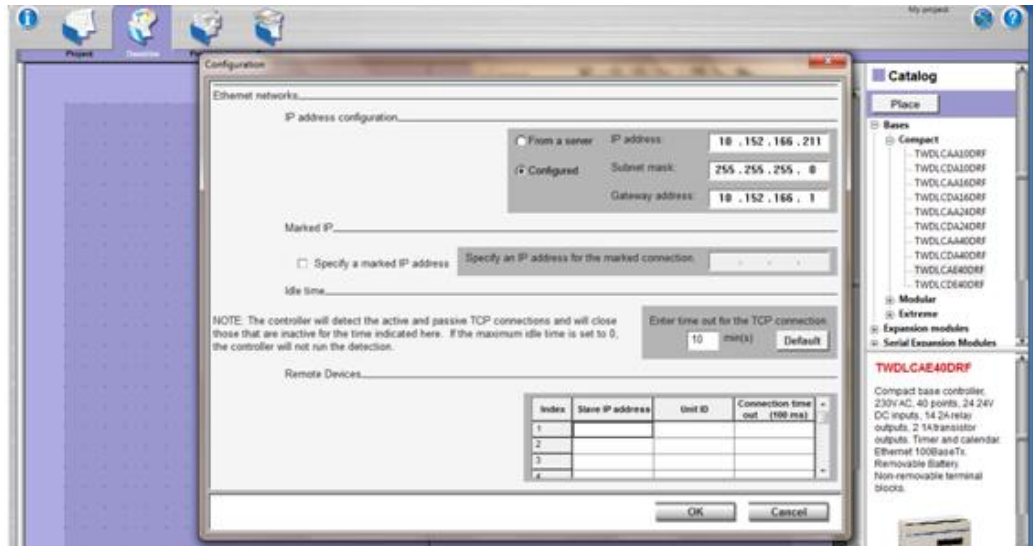 My project
Project
Configuration
Ethernet networks
IP address configuration
From a server
IP address:
10 .152 .166 .211
Configured
Subnet mask:
255 .255 .255 . 0
Gateway address:
10 .152 .166 . 1
Marked IP
Specify a marked IP address
Specify an IP address for the marked connection:
Idle time
NOTE: The controller will detect the active and passive TCP connections and will close
those that are inactive for the time indicated here. If the maximum idle time is set to 0,
the controller will not run the detection.
Enter time out for the TCP connection
10 min(s) Default
Remote Devices
Index Slave IP address Unit ID Connection time out (100 ms)
1
2
3
4
OK Cancel
Catalog
Place
Bases
Compact
TWDLCAA10DRF
TWDLCDA10DRF
TWDLCAA16DRF
TWDLCDA16DRF
TWDLCAA24DRF
TWDLCDA24DRF
TWDLCAA40DRF
TWDLCDA40DRF
TWDLCAE40DRF
TWDLCDE40DRF
Modular
Extreme
Expansion modules
Serial Expansion Modules
TWDLCAE40DRF
Compact base controller,
230V AC, 40 points, 24 24V
DC inputs, 14 2A relay
outputs, 2 1A transistor
outputs. Timer and calendar.
Ethernet 100BaseTx.
Removable Battery.
Non-removable terminal
blocks.